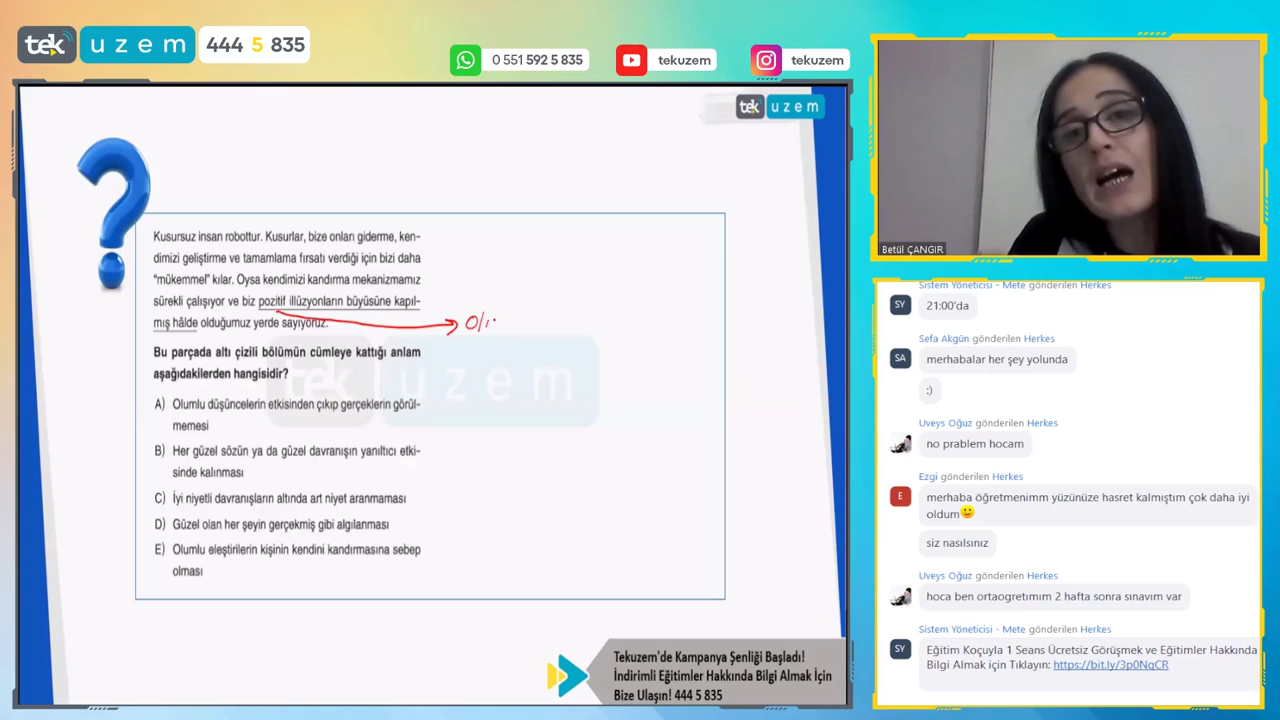 tek uzem 444 5 835
0 551 592 5 835
tekuzem
tekuzem
tek uzem
Kusursuz insan robottur. Kusurlar, bize onları giderme, ken-
dimizi geliştirme ve tamamlama fırsatı verdiği için bizi daha
“mükemmel” kılar. Oysa kendimizi kandırma mekanizmamız
sürekli çalışıyor ve biz pozitif illüzyonların büyüsüne kapıl-
mış hâlde olduğumuz yerde sayıyoruz.
Bu parçada altı çizili bölümün cümleye kattığı anlam
aşağıdakilerden hangisidir?
tek uzem
A) Olumlu düşüncelerin etkisinden çıkıp gerçeklerin görül-
memesi
B) Her güzel sözün ya da güzel davranışın yanıltıcı etki-
sinde kalınması
C) İyi niyetli davranışların altında art niyet aranmaması
D) Güzel olan her şeyin gerçekmiş gibi algılanması
E) Olumlu eleştirilerin kişinin kendini kandırmasına sebep
olması
Tekuzem'de Kampanya Şenliği Başladı!
İndirimli Eğitimler Hakkında Bilgi Almak İçin
Bize Ulaşın! 444 5 835
Betül ÇANGIR
Sistem Yöneticisi - Mete gönderilen Herkes
SY
21:00'da
Sefa Akgün gönderilen Herkes
SA
merhabalar her şey yolunda
:)
Uveys Oğuz gönderilen Herkes
no prablem hocam
Ezgi gönderilen Herkes
E
merhaba öğretmenimm yüzünüze hasret kalmıştım çok daha iyi
oldum
siz nasılsınız
Uveys Oğuz gönderilen Herkes
hoca ben ortaogretımım 2 hafta sonra sınavım var
Sistem Yöneticisi - Mete gönderilen Herkes
SY
Eğitim Koçuyla 1 Seans Ücretsiz Görüşmek ve Eğitimler Hakkında
Bilgi Almak için Tıklayın: https://bit.ly/3p0NqCR